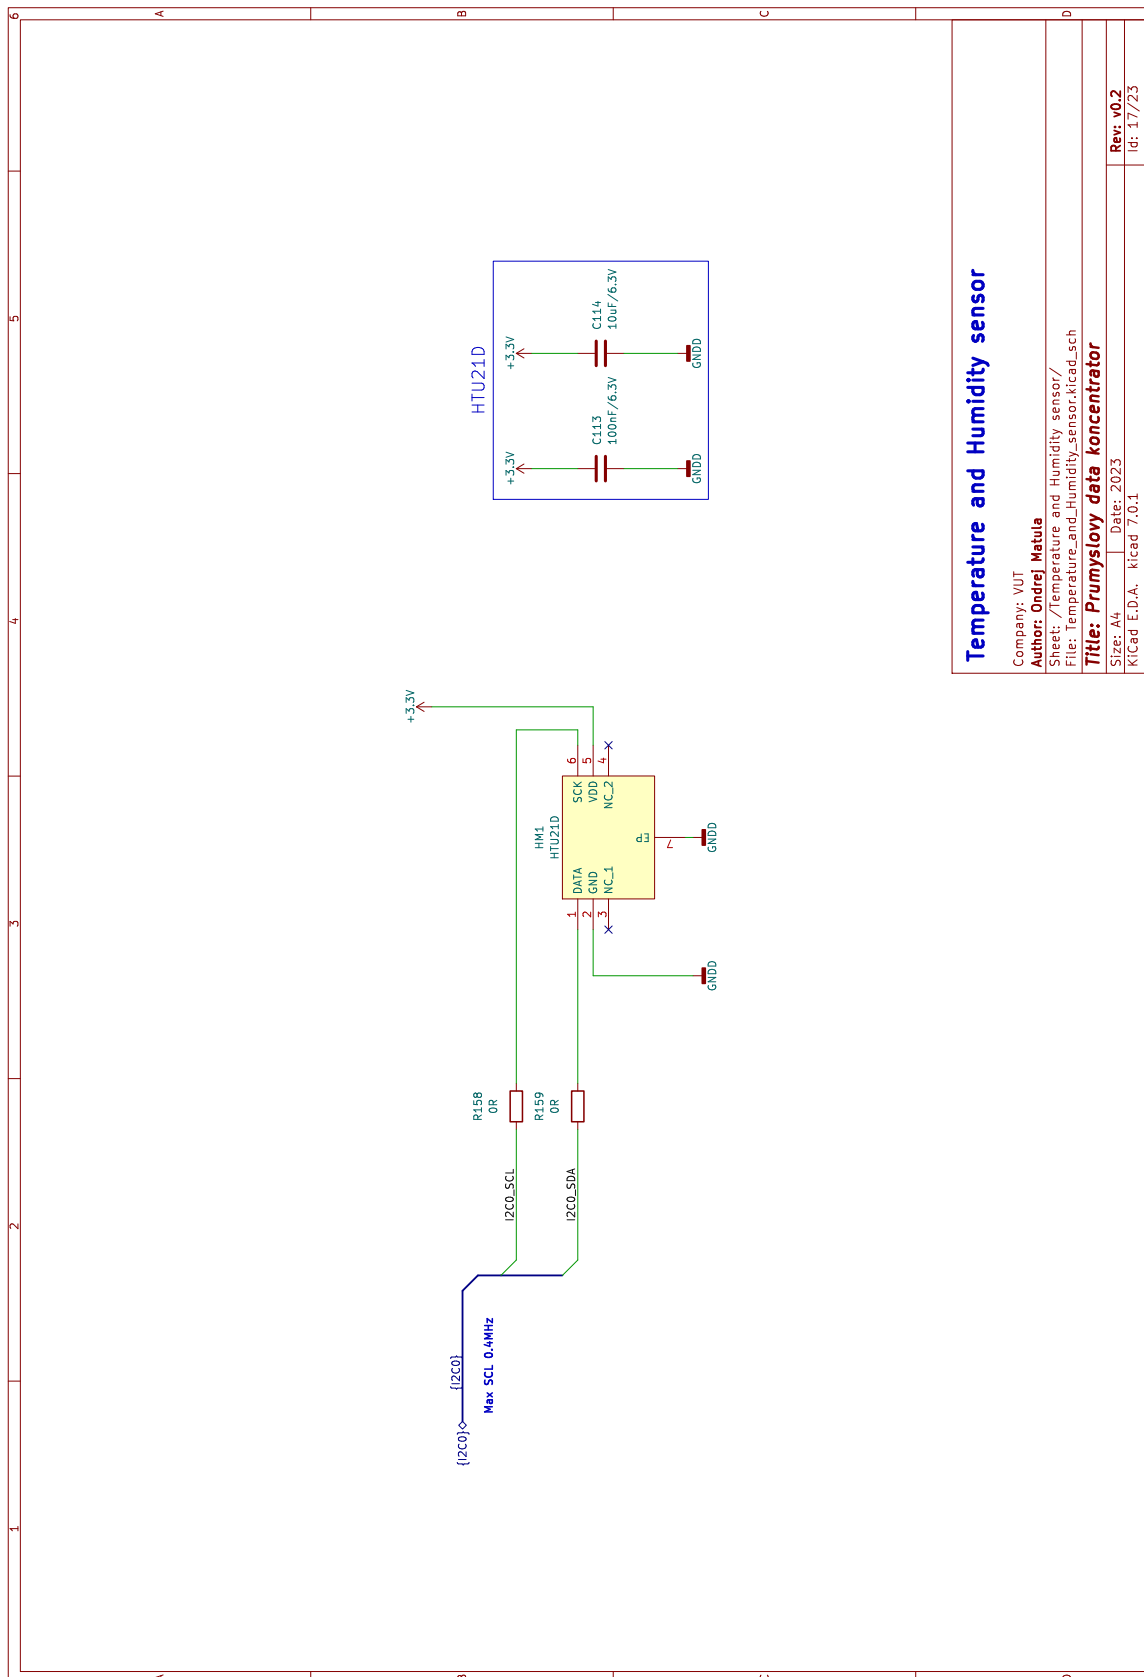 1
2
3
4
5
6
A
B
C
D
A
B
C
D
{I2C0}
{I2C0}
Max SCL 0.4MHz
I2C0_SCL
I2C0_SDA
R158
0R
R159
0R
HM1
HTU21D
1
DATA
2
GND
3
NC_1
SCK
6
VDD
5
NC_2
4
EP
7
GNDD
GNDD
+3.3V
HTU21D
+3.3V
C113
100nF/6.3V
GNDD
+3.3V
C114
10uF/6.3V
GNDD
Temperature and Humidity sensor
Company: VUT
Author: Ondrej Matula
Sheet: /Temperature and Humidity sensor/
File: Temperature_and_Humidity_sensor.kicad_sch
Title: Prumyslovy data koncentrator
Size: A4 Date: 2023 Rev: v0.2
KiCad E.D.A. kicad 7.0.1 Id: 17/23